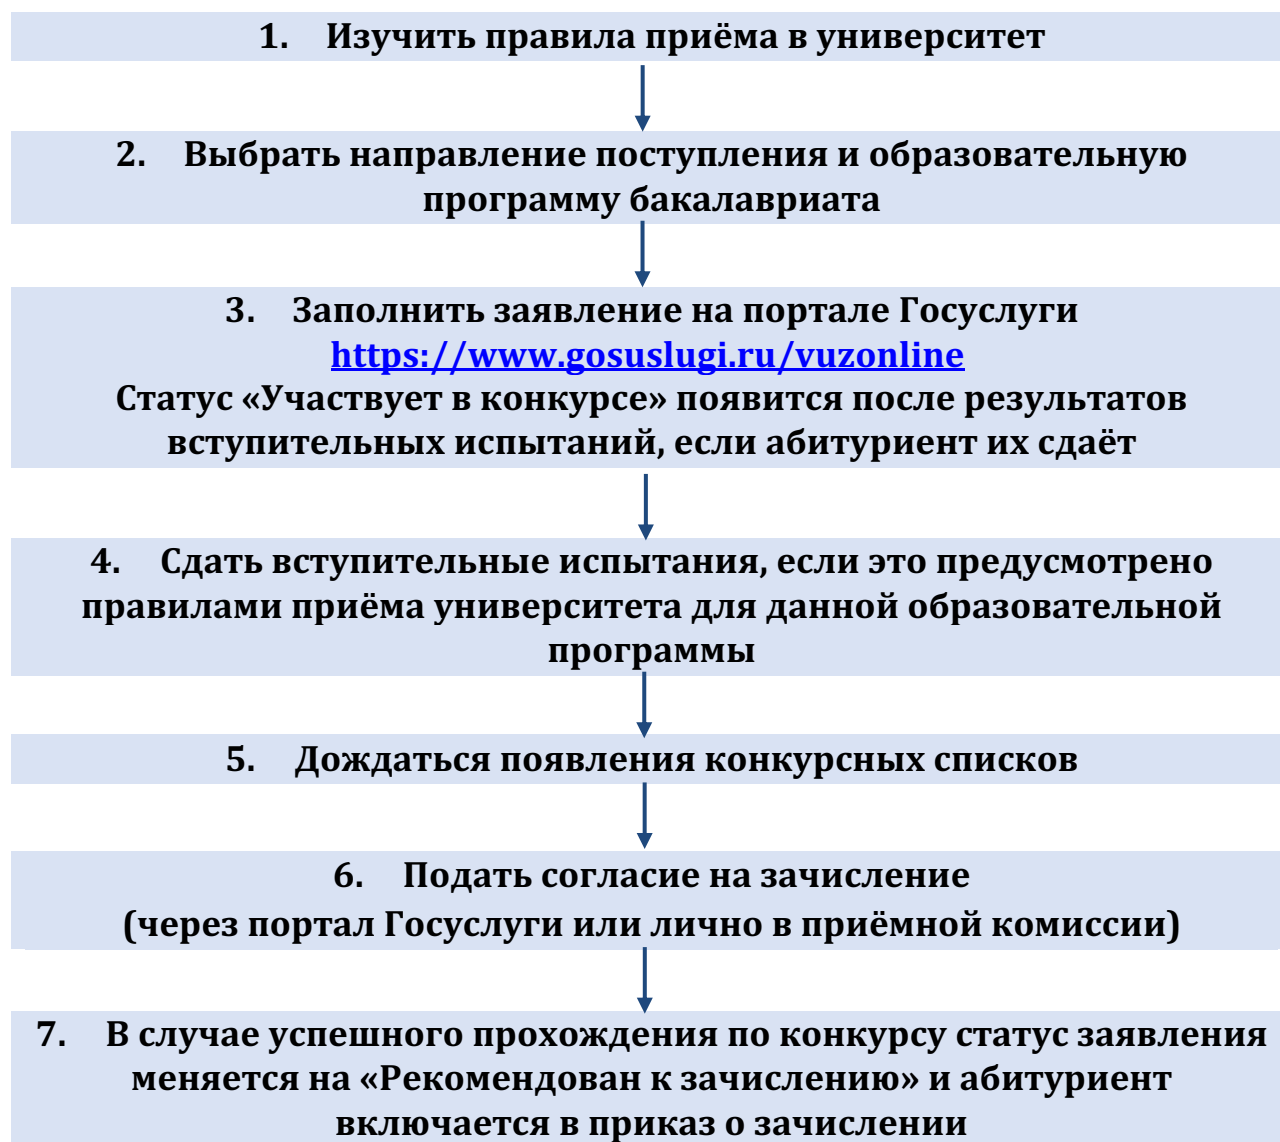 1. Изучить правила приёма в университет
2. Выбрать направление поступления и образовательную
программу бакалавриата
3. Заполнить заявление на портале Госуслуги
https://www.gosuslugi.ru/vuzonline
Статус «Участвует в конкурсе» появится после результатов
вступительных испытаний, если абитуриент их сдаёт
4. Сдать вступительные испытания, если это предусмотрено
правилами приёма университета для данной образовательной
программы
5. Дождаться появления конкурсных списков
6. Подать согласие на зачисление
(через портал Госуслуги или лично в приёмной комиссии)
7. В случае успешного прохождения по конкурсу статус заявления
меняется на «Рекомендован к зачислению» и абитуриент
включается в приказ о зачислении